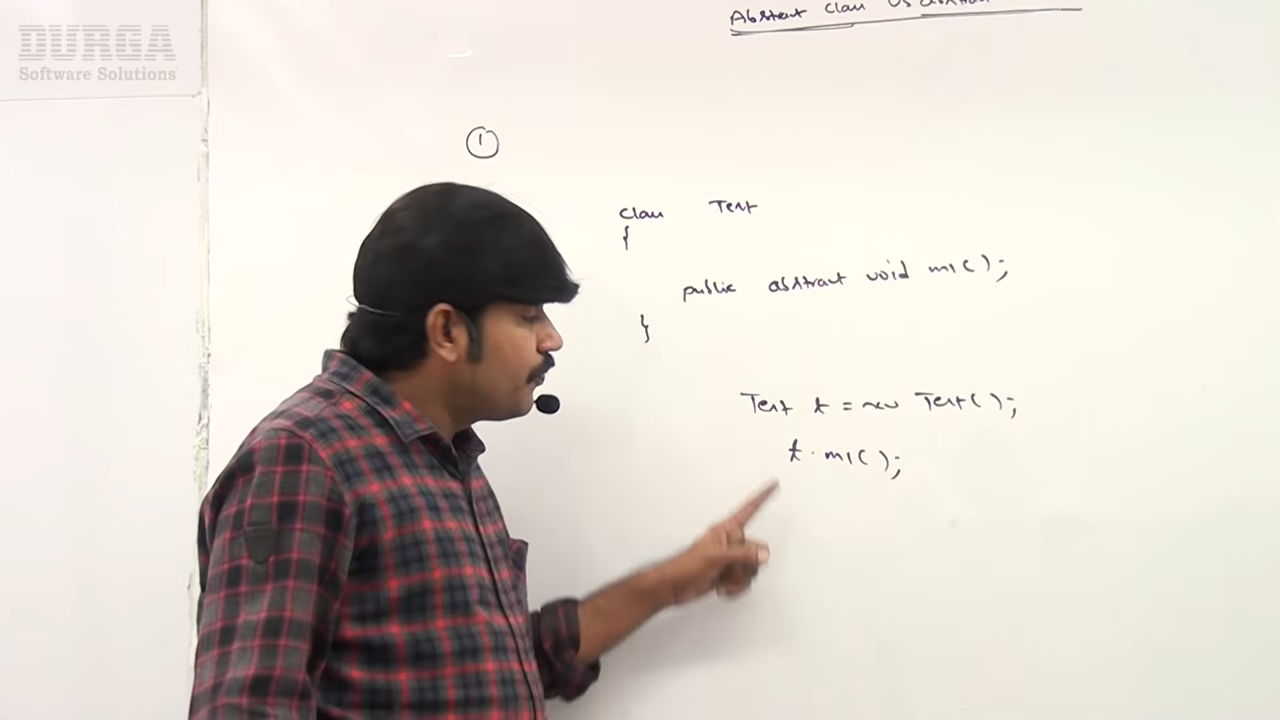 DURGA
Software Solutions
Abstract class Vs abstract
①
class Test
{
public abstract void m1();
}
Test t = new Test();
t.m1();